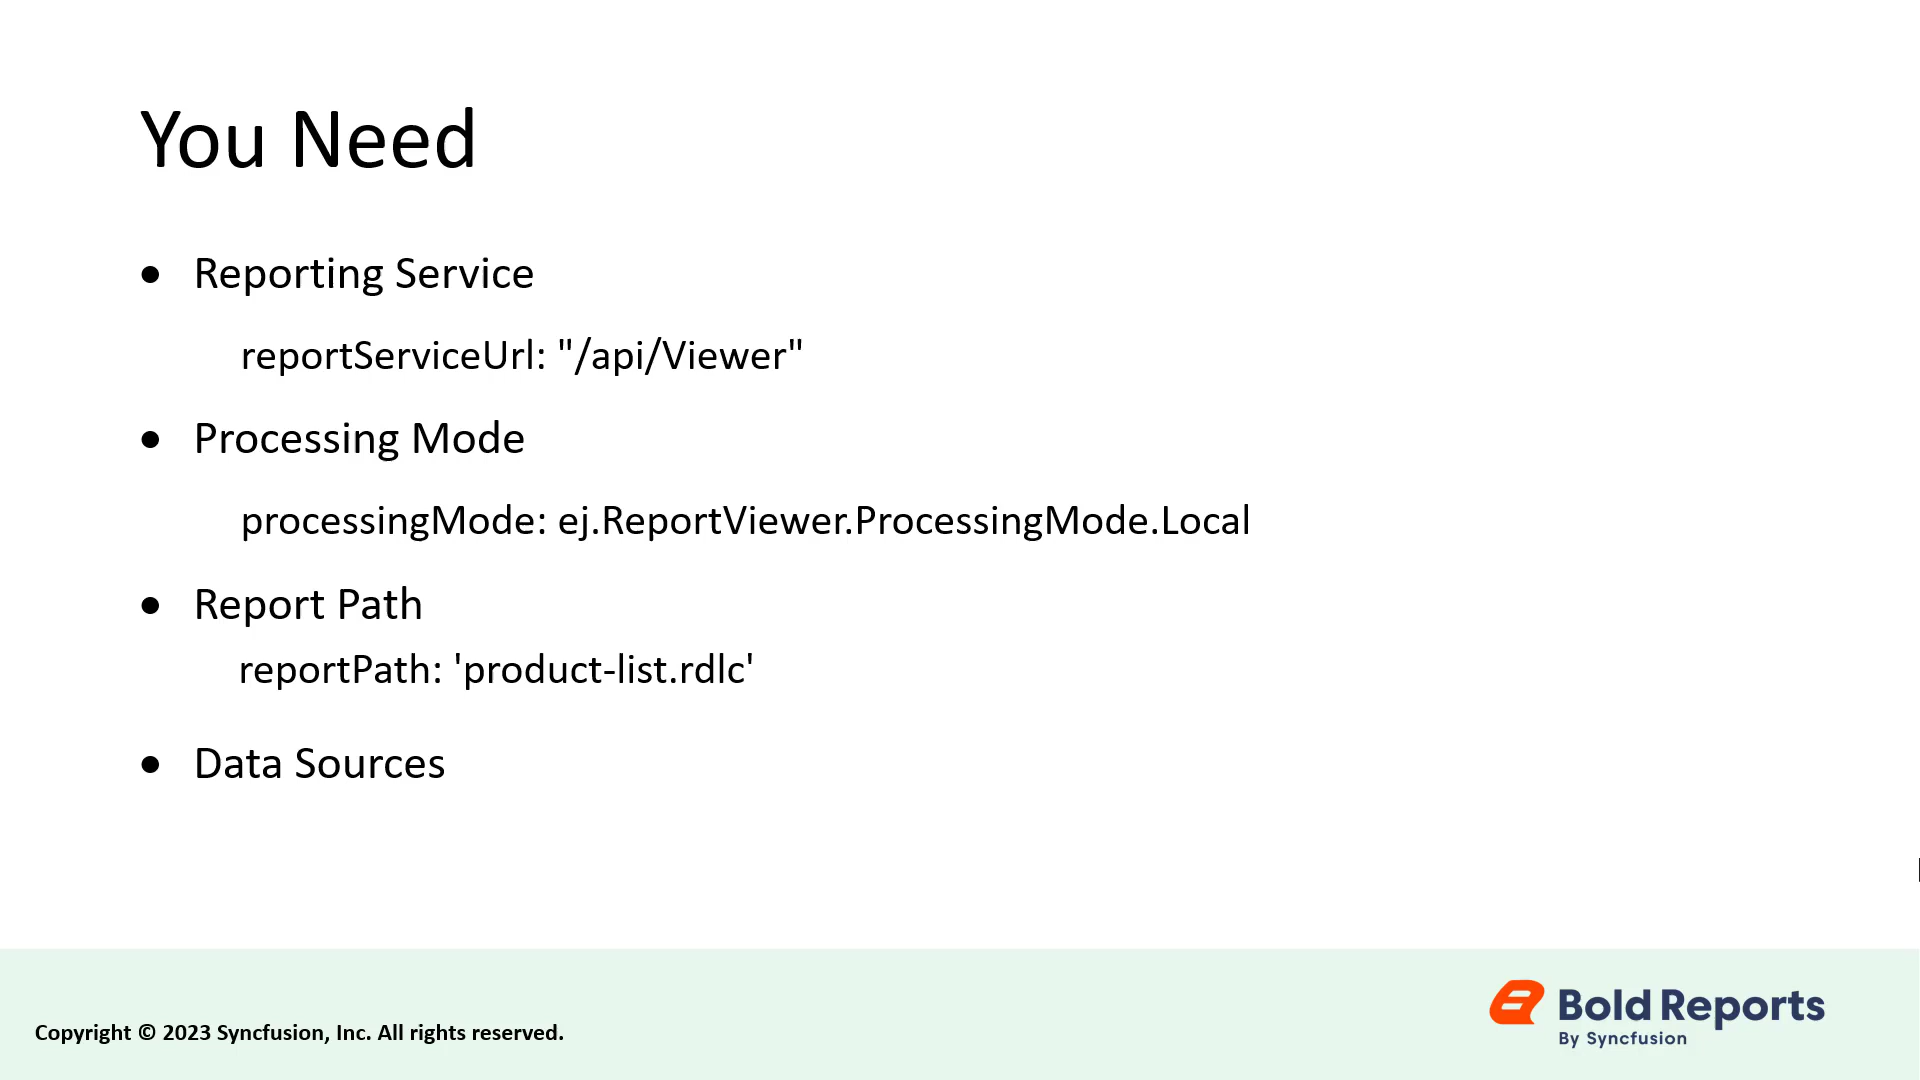 You Need
● Reporting Service
reportServiceUrl: "/api/Viewer"
● Processing Mode
processingMode: ej.ReportViewer.ProcessingMode.Local
● Report Path
reportPath: 'product-list.rdlc'
● Data Sources
Copyright © 2023 Syncfusion, Inc. All rights reserved.
Bold Reports
By Syncfusion